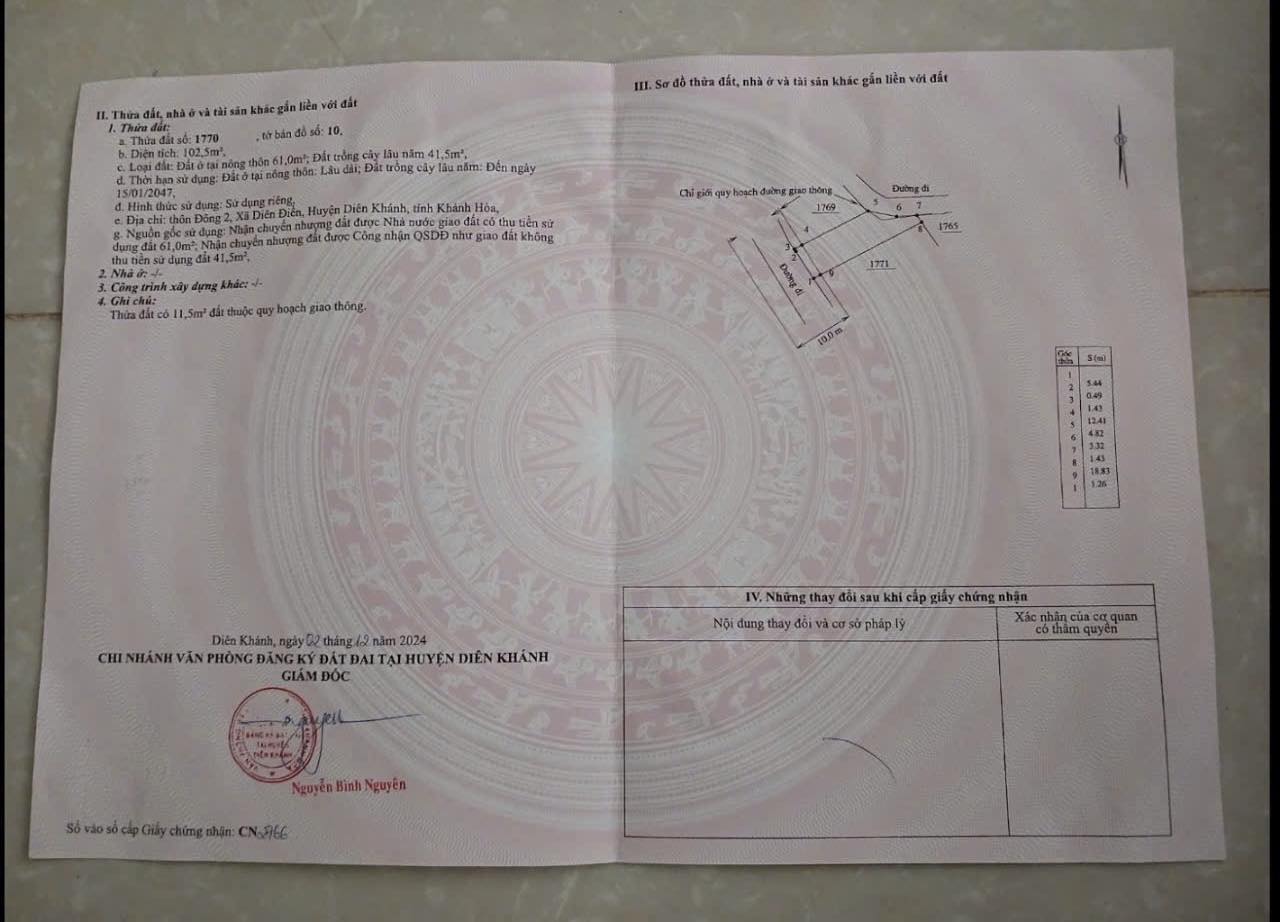 II. Thửa đất, nhà ở và tài sản khác gắn liền với đất
1. Thửa đất:
a. Thửa đất số: 1770 , tờ bản đồ số: 10,
b. Diện tích: 102,5m²,
c. Loại đất: Đất ở tại nông thôn 61,0m²; Đất trồng cây lâu năm 41,5m²,
d. Thời hạn sử dụng: Đất ở tại nông thôn: Lâu dài; Đất trồng cây lâu năm: Đến ngày
15/01/2047,
đ. Hình thức sử dụng: Sử dụng riêng,
e. Địa chỉ: thôn Đông 2, Xã Diên Điền, Huyện Diên Khánh, tỉnh Khánh Hòa,
g. Nguồn gốc sử dụng: Nhận chuyển nhượng đất được Nhà nước giao đất có thu tiền sử
dụng đất 61,0m²; Nhận chuyển nhượng đất được Công nhận QSDĐ như giao đất không
thu tiền sử dụng đất 41,5m².
2. Nhà ở: -/-
3. Công trình xây dựng khác: -/-
4. Ghi chú:
Thửa đất có 11,5m² đất thuộc quy hoạch giao thông.
Diên Khánh, ngày 02 tháng 12 năm 2024
CHI NHÁNH VĂN PHÒNG ĐĂNG KÝ ĐẤT ĐAI TẠI HUYỆN DIÊN KHÁNH
GIÁM ĐỐC
Nguyễn Bình Nguyên
Số vào sổ cấp Giấy chứng nhận: CN
III. Sơ đồ thửa đất, nhà ở và tài sản khác gắn liền với đất
Chỉ giới quy hoạch đường giao thông
Đường đi
1769
5
6
7
4
8
1765
3
2
1771
1
9
Đường đi
10,0 m
Góc thửa S (m)
1
5.44
2
0.49
3
1.43
4
12.41
5
4.82
6
3.32
7
1.43
8
18.83
9
1.26
1
IV. Những thay đổi sau khi cấp giấy chứng nhận
Nội dung thay đổi và cơ sở pháp lý
Xác nhận của cơ quan
có thẩm quyền